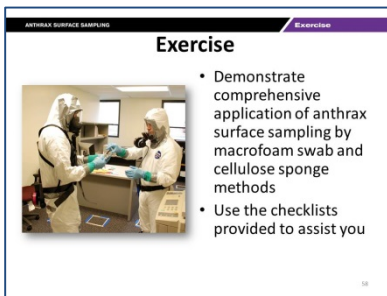 ANTHRAX SURFACE SAMPLING
Exercise
Exercise
• Demonstrate
comprehensive
application of anthrax
surface sampling by
macrofoam swab and
cellulose sponge
methods
• Use the checklists
provided to assist you